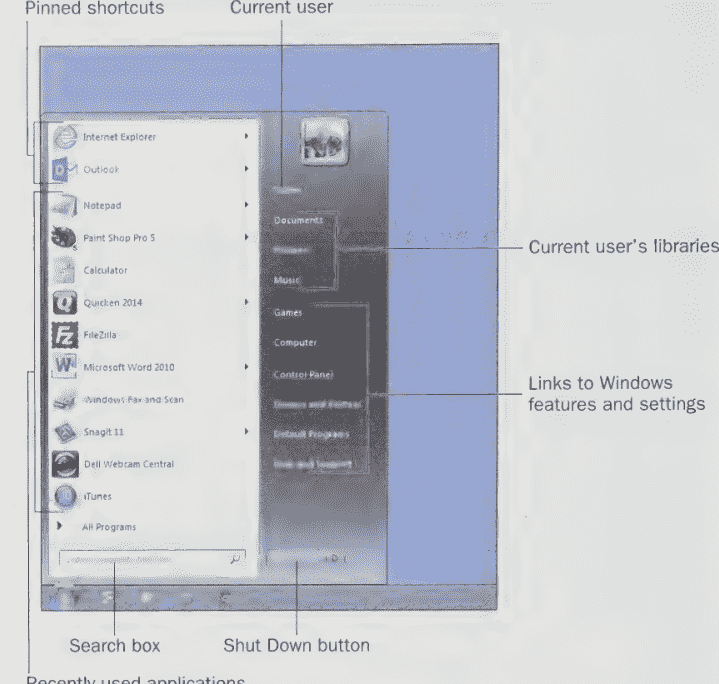 Pinned shortcuts
Current user
Internet Explorer
Outlook
Notepad
Paint Shop Pro 5
Calculator
Quicken 2014
FileZilla
Microsoft Word 2010
Windows Fax and Scan
Snagit 11
Dell Webcam Central
iTunes
All Programs
Documents
Music
Games
Computer
Control Panel
Default Programs
Current user's libraries
Links to Windows
features and settings
Search box
Shut Down button
Recently used applications